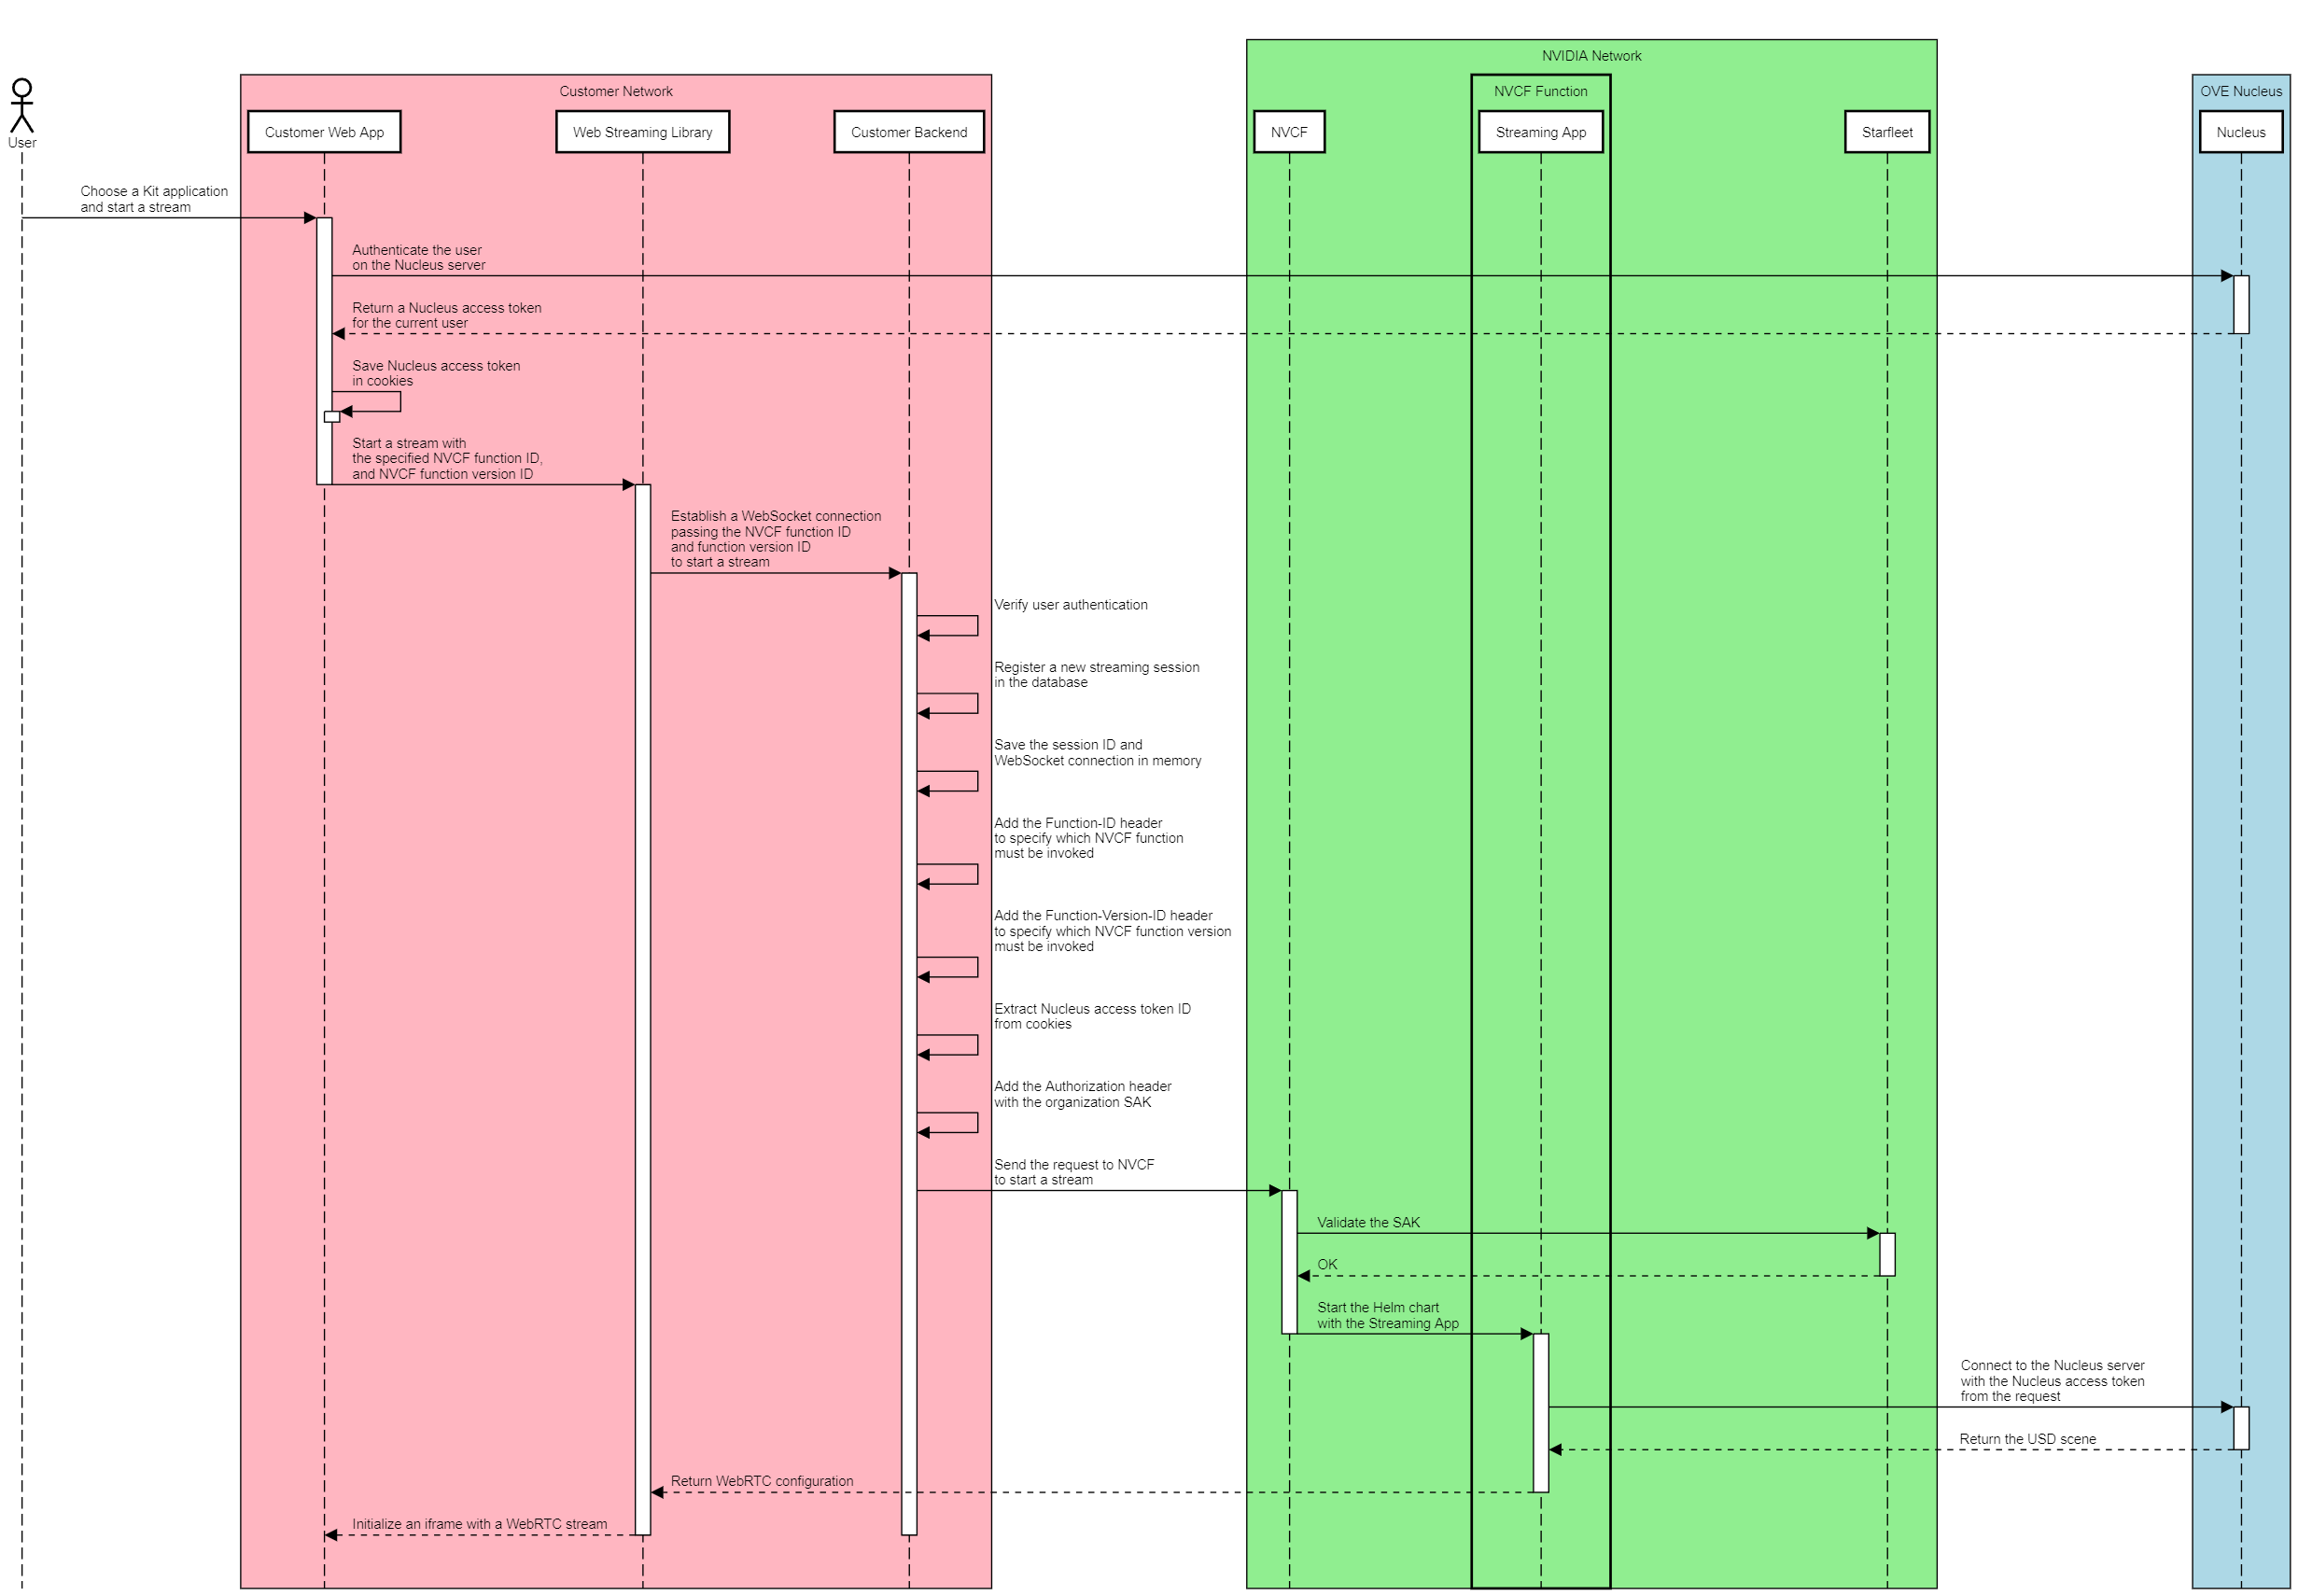 NVIDIA Network
Customer Network
NVCF Function
OVE Nucleus
User
Customer Web App
Web Streaming Library
Customer Backend
NVCF
Streaming App
Starfleet
Nucleus
Choose a Kit application
and start a stream
Authenticate the user
on the Nucleus server
Return a Nucleus access token
for the current user
Save Nucleus access token
in cookies
Start a stream with
the specified NVCF function ID,
and NVCF function version ID
Establish a WebSocket connection
passing the NVCF function ID
and function version ID
to start a stream
Verify user authentication
Register a new streaming session
in the database
Save the session ID and
WebSocket connection in memory
Add the Function-ID header
to specify which NVCF function
must be invoked
Add the Function-Version-ID header
to specify which NVCF function version
must be invoked
Extract Nucleus access token ID
from cookies
Add the Authorization header
with the organization SAK
Send the request to NVCF
to start a stream
Validate the SAK
OK
Start the Helm chart
with the Streaming App
Connect to the Nucleus server
with the Nucleus access token
from the request
Return the USD scene
Return WebRTC configuration
Initialize an iframe with a WebRTC stream